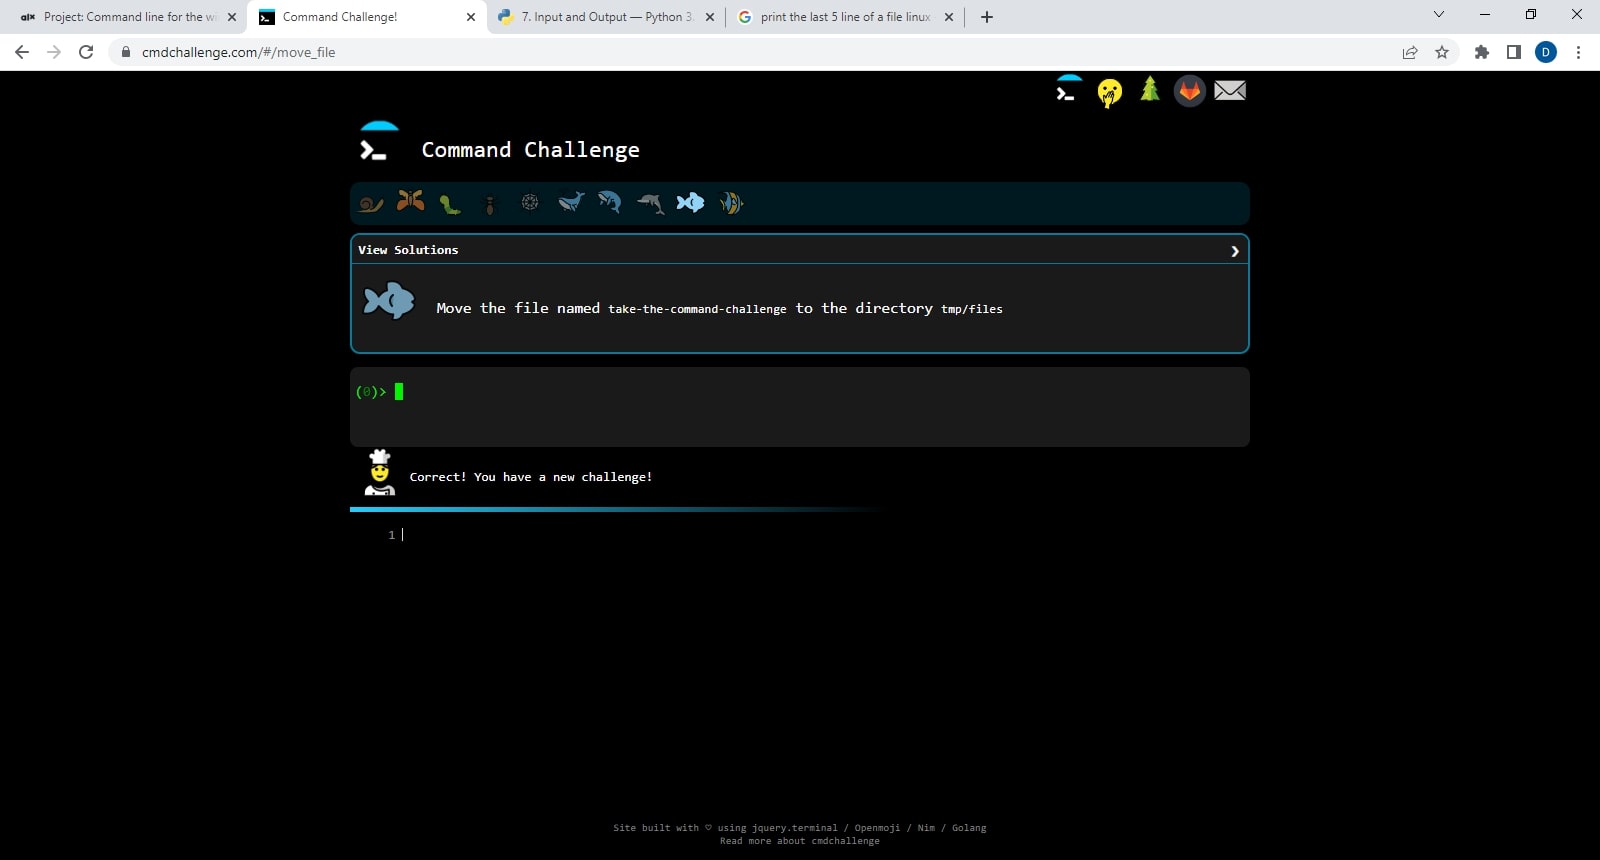 alx Project: Command line for the wi
Command Challenge!
7. Input and Output — Python 3.
print the last 5 line of a file linux
cmdchallenge.com/#/move_file
D
Command Challenge
View Solutions
Move the file named take-the-command-challenge to the directory tmp/files
(0)>
Correct! You have a new challenge!
1
Site built with ♡ using jquery.terminal / Openmoji / Nim / Golang
Read more about cmdchallenge